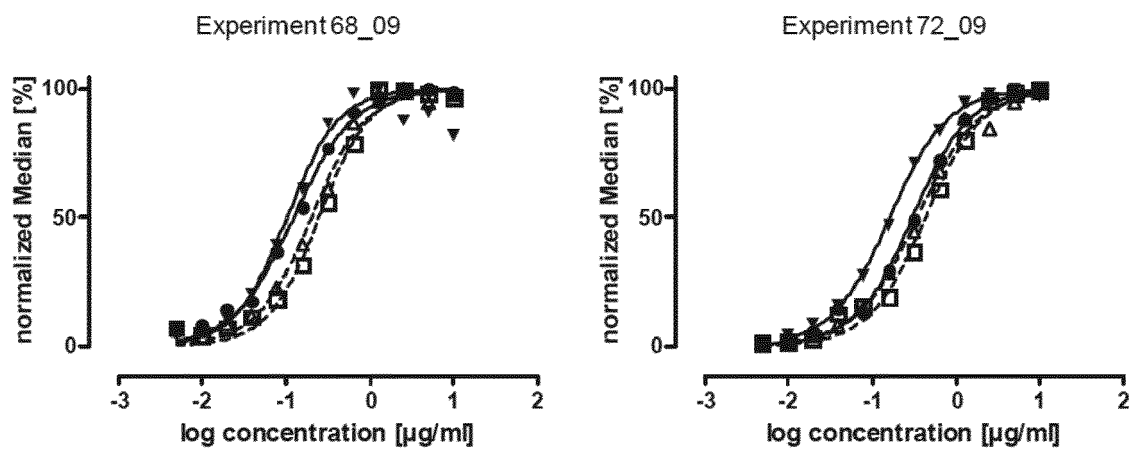 Experiment 68_09
normalized Median [%]
100
50
0
-3 -2 -1 0 1 2
log concentration [µg/ml]
Experiment 72_09
normalized Median [%]
100
50
0
-3 -2 -1 0 1 2
log concentration [µg/ml]